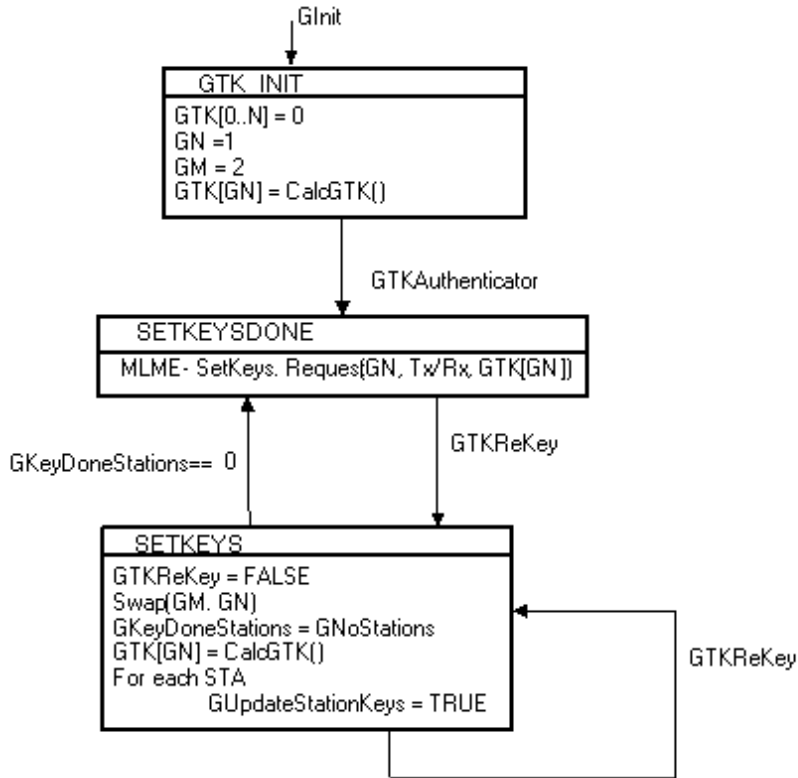 GInit
GTK INIT
GTK[0..N] = 0
GN =1
GM = 2
GTK[GN] = CalcGTK()
GTKAuthenticator
SETKEYSDONE
MLME- SetKeys. Reques(GN, Tx/Rx, GTK[GN])
GTKReKey
GKeyDoneStations== 0
SETKEYS
GTKReKey = FALSE
Swap(GM. GN)
GKeyDoneStations = GNoStations
GTK[GN] = CalcGTK()
For each STA
GUpdateStationKeys = TRUE
GTKReKey